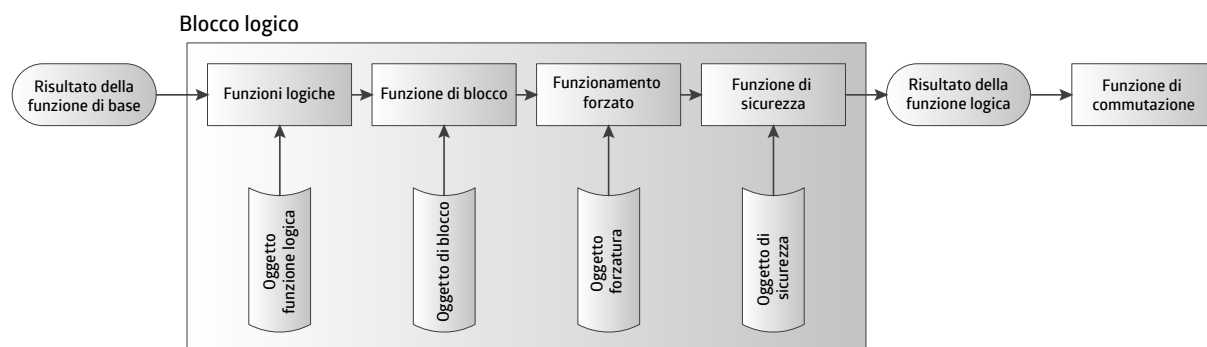 Blocco logico
Risultato della
funzione di base
Funzioni logiche
Funzione di blocco
Funzionamento
forzato
Funzione di
sicurezza
Risultato della
funzione logica
Funzione di
commutazione
Oggetto
funzione logica
Oggetto di blocco
Oggetto
forzatura
Oggetto di
sicurezza